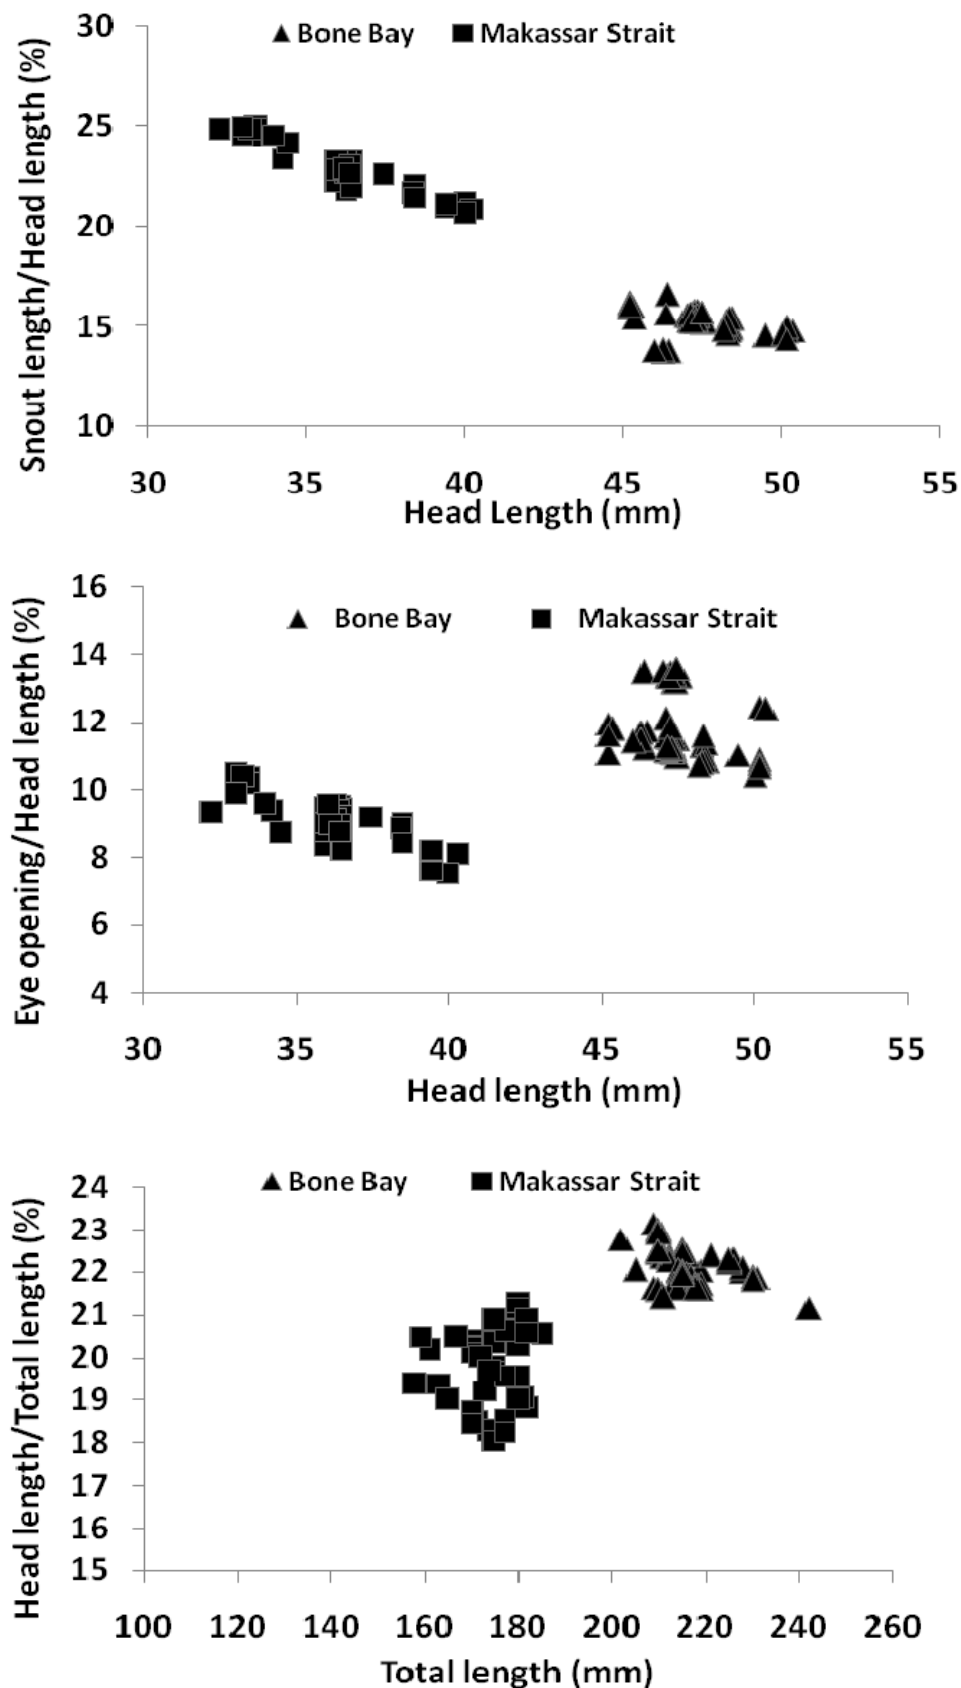 Snout length/Head length (%)
30
25
20
15
10
Bone Bay
Makassar Strait
30 35 40 45 50 55
Head Length (mm)
Eye opening/Head length (%)
16
14
12
10
8
6
4
Bone Bay
Makassar Strait
30 35 40 45 50 55
Head length (mm)
Head length/Total length (%)
24
23
22
21
20
19
18
17
16
15
Bone Bay
Makassar Strait
100 120 140 160 180 200 220 240 260
Total length (mm)